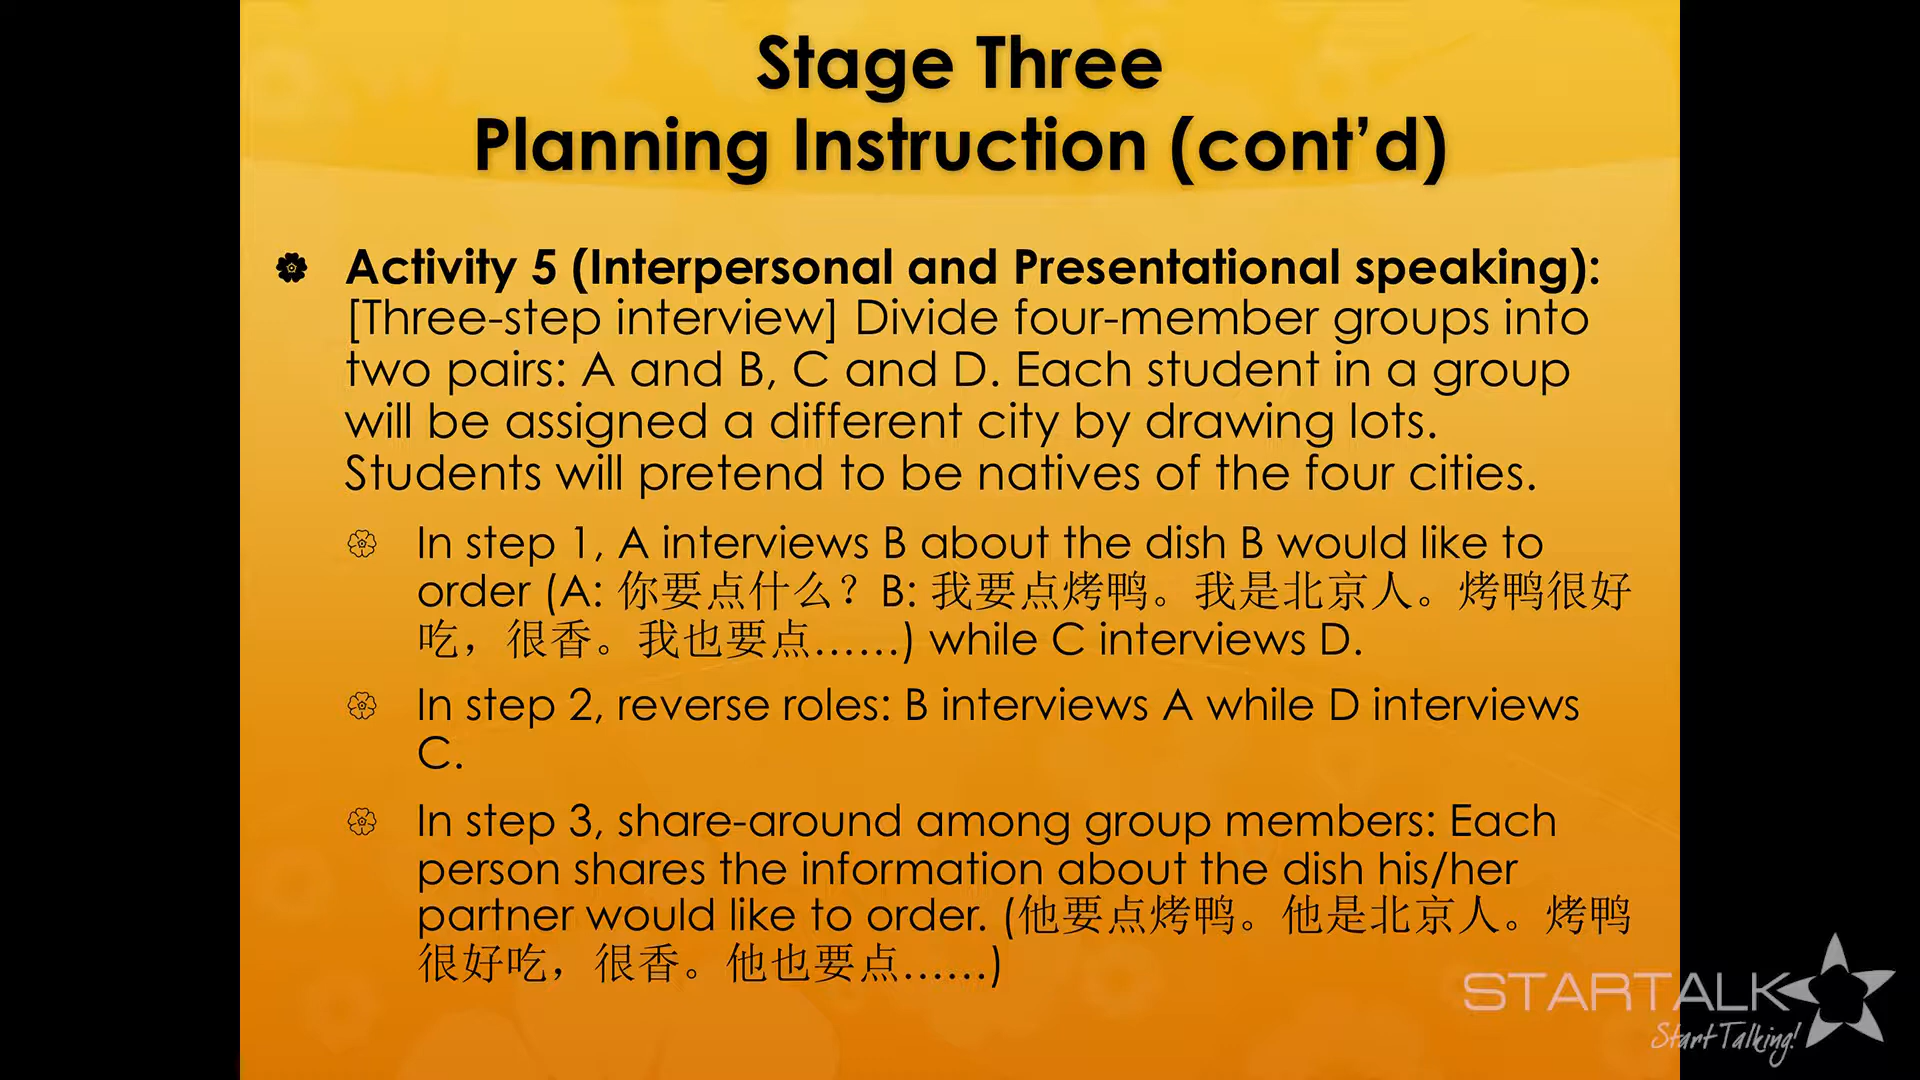 Stage Three
Planning Instruction (cont’d)
Activity 5 (Interpersonal and Presentational speaking):
[Three-step interview] Divide four-member groups into
two pairs: A and B, C and D. Each student in a group
will be assigned a different city by drawing lots.
Students will pretend to be natives of the four cities.
In step 1, A interviews B about the dish B would like to
order (A: 你要点什么？B: 我要点烤鸭。我是北京人。烤鸭很好
吃，很香。我也要点……) while C interviews D.
In step 2, reverse roles: B interviews A while D interviews
C.
In step 3, share-around among group members: Each
person shares the information about the dish his/her
partner would like to order. (他要点烤鸭。他是北京人。烤鸭
很好吃，很香。他也要点……)
STARTALK
Start Talking!